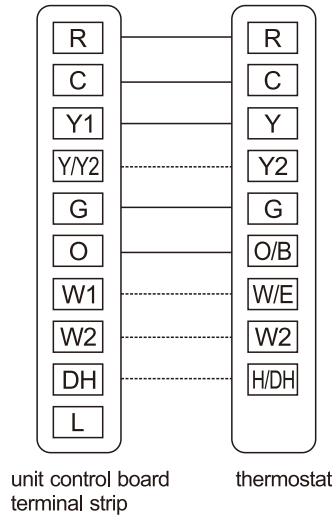 R R
C C
Y1 Y
Y/Y2 Y2
G G
O O/B
W1 W/E
W2 W2
DH H/DH
L
unit control board thermostat
terminal strip